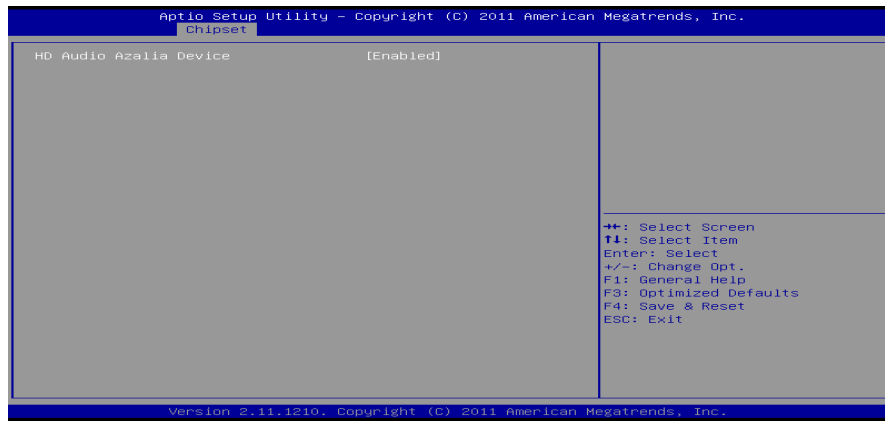 Aptio Setup Utility – Copyright (C) 2011 American Megatrends, Inc.
Chipset
HD Audio Azalia Device [Enabled]
→←: Select Screen
↑↓: Select Item
Enter: Select
+/-: Change Opt.
F1: General Help
F3: Optimized Defaults
F4: Save & Reset
ESC: Exit
Version 2.11.1210. Copyright (C) 2011 American Megatrends, Inc.